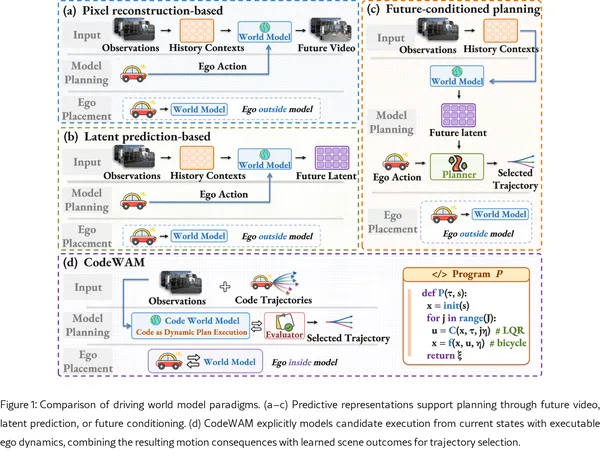 (a) Pixel reconstruction-based
Input
Observations
History Contexts
World Model
Future Video
Model
Planning
Ego Action
Ego
Placement
World Model
Ego outside model
(b) Latent prediction-based
Input
Observations
History Contexts
World Model
Future Latent
Model
Planning
Ego Action
Ego
Placement
World Model
Ego outside model
(c) Future-conditioned planning
Input
Observations
History Contexts
World Model
Model
Planning
Future latent
Ego Action
Planner
Selected
Trajectory
Ego
Placement
World Model
Ego outside model
(d) CodeWAM
Input
Observations
+
Code Trajectories
Model
Planning
Code World Model
Code as Dynamic Plan Execution
Evaluator
Selected Trajectory
Ego
Placement
World Model
Ego inside model
</> Program P
def P(τ, s):
x = init(s)
for j in range(J):
u = C(x, τ, jη) # LQR
x = f(x, u, η) # bicycle
return ξ
Figure 1: Comparison of driving world model paradigms. (a–c) Predictive representations support planning through future video,
latent prediction, or future conditioning. (d) CodeWAM explicitly models candidate execution from current states with executable
ego dynamics, combining the resulting motion consequences with learned scene outcomes for trajectory selection.